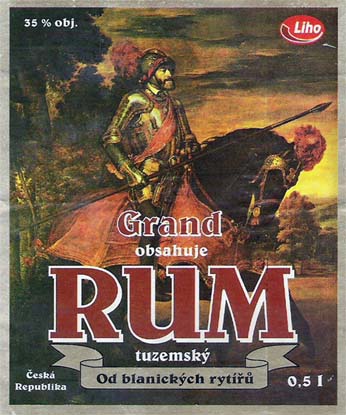 35 % obj.
Liho
Grand
obsahuje
RUM
tuzemský
Od blanických rytířů
Česká
Republika
0,5 l